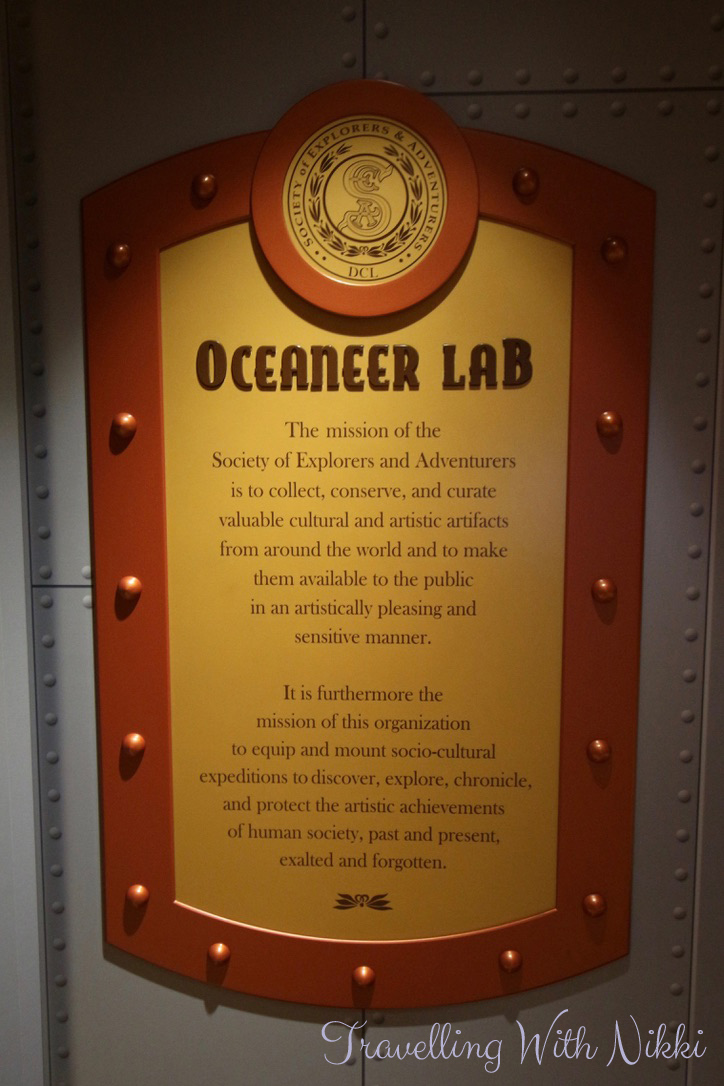 SOCIETY of EXPLORERS & ADVENTURERS
S
E
A
DCL
OCEANEER LAB
The mission of the
Society of Explorers and Adventurers
is to collect, conserve, and curate
valuable cultural and artistic artifacts
from around the world and to make
them available to the public
in an artistically pleasing and
sensitive manner.
It is furthermore the
mission of this organization
to equip and mount socio-cultural
expeditions to discover, explore, chronicle,
and protect the artistic achievements
of human society, past and present,
exalted and forgotten.
Travelling With Nikki